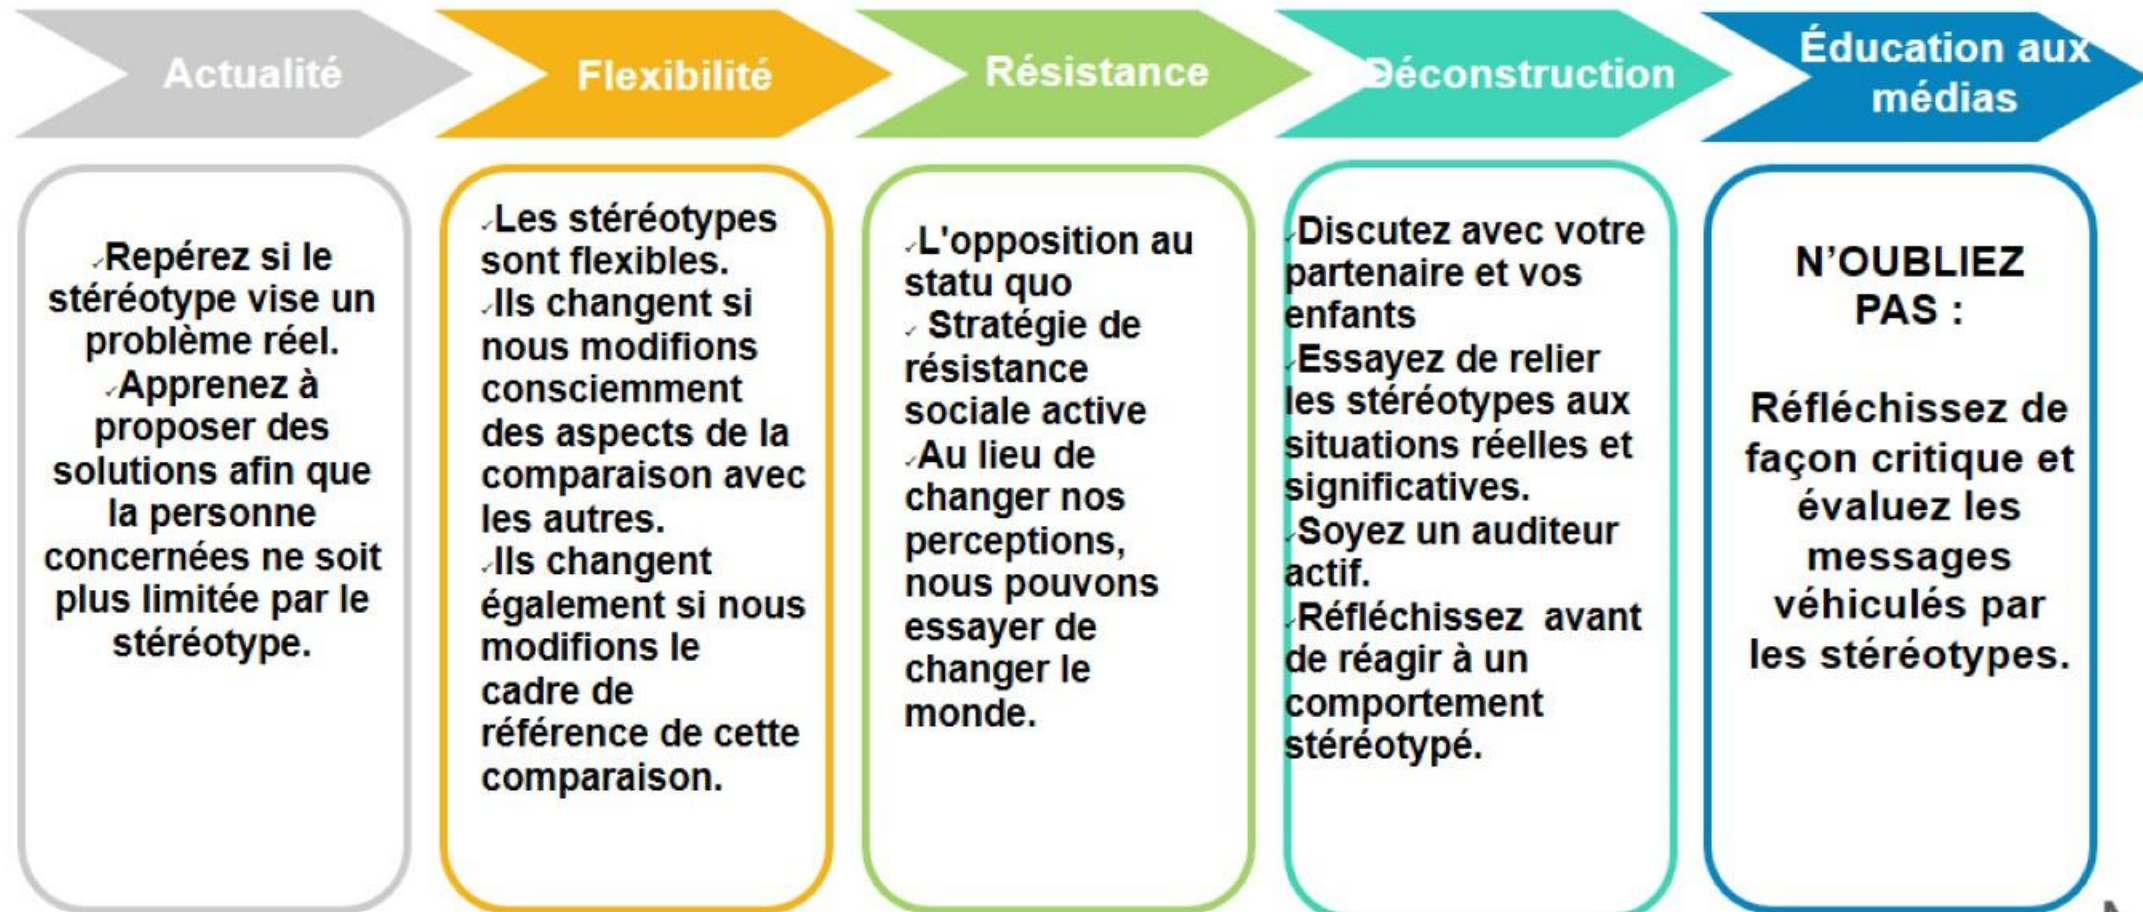 Actualité
Repérez si le
stéréotype vise un
problème réel.
Apprenez à
proposer des
solutions afin que
la personne
concernées ne soit
plus limitée par le
stéréotype.
Flexibilité
Les stéréotypes
sont flexibles.
Ils changent si
nous modifions
consciemment
des aspects de la
comparaison avec
les autres.
Ils changent
également si nous
modifions le
cadre de
référence de cette
comparaison.
Résistance
L'opposition au
statu quo
Stratégie de
résistance
sociale active
Au lieu de
changer nos
perceptions,
nous pouvons
essayer de
changer le
monde.
Déconstruction
Discutez avec votre
partenaire et vos
enfants
Essayez de relier
les stéréotypes aux
situations réelles et
significatives.
Soyez un auditeur
actif.
Réfléchissez avant
de réagir à un
comportement
stéréotypé.
Éducation aux
médias
N'OUBLIEZ
PAS :
Réfléchissez de
façon critique et
évaluez les
messages
véhiculés par
les stéréotypes.